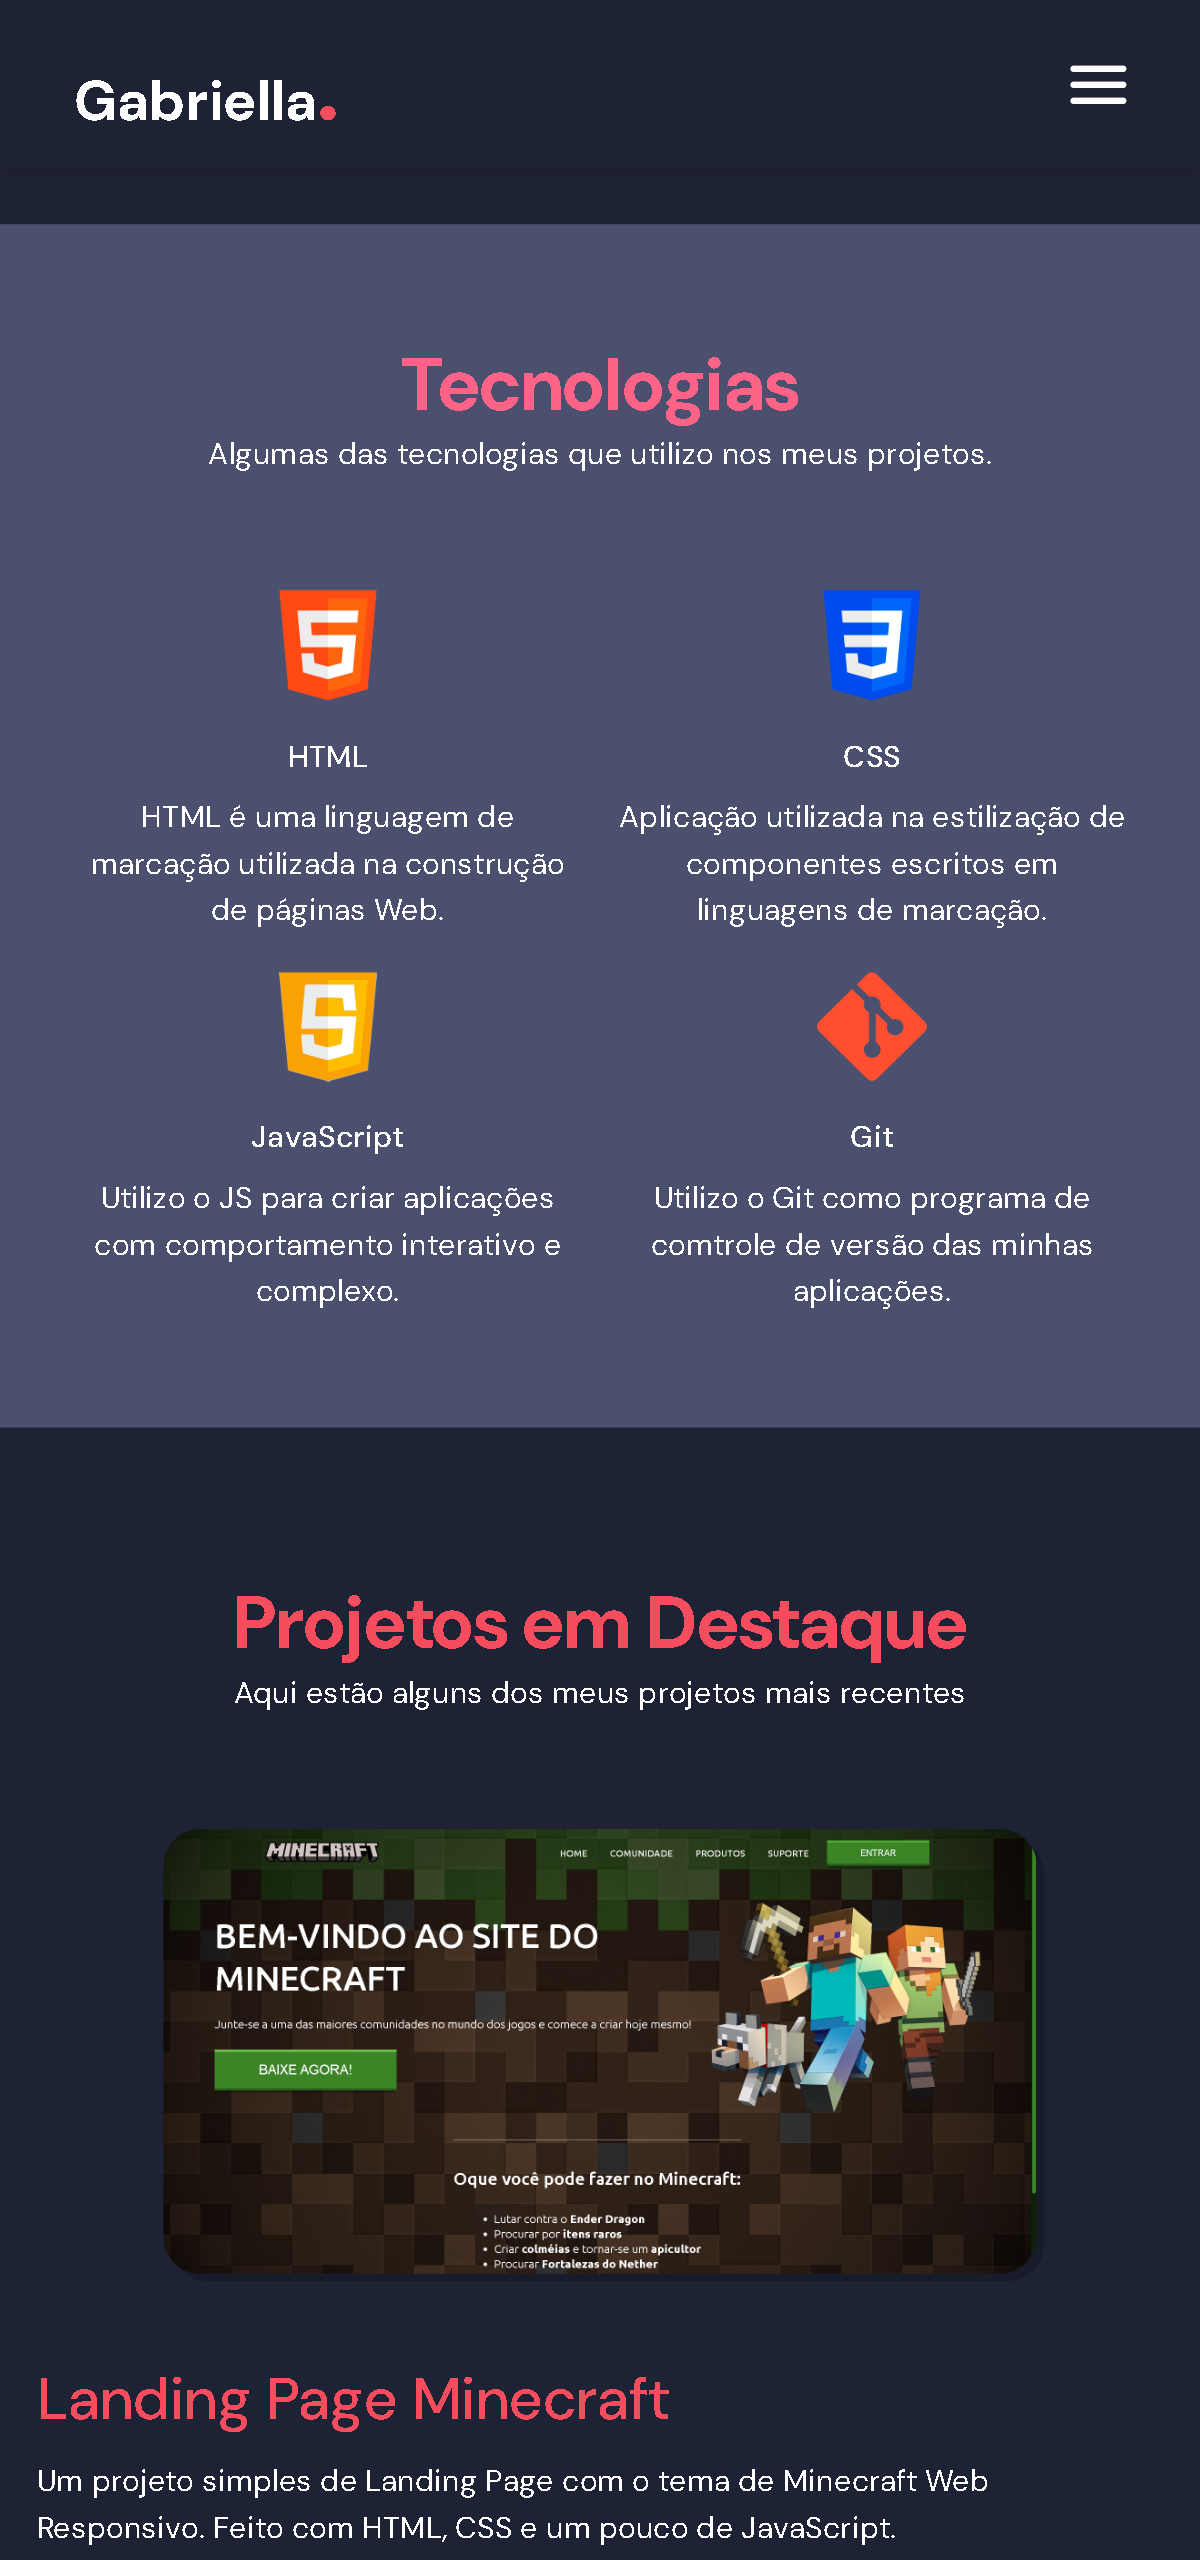 Gabriella.
Tecnologias
Algumas das tecnologias que utilizo nos meus projetos.
HTML
HTML é uma linguagem de
marcação utilizada na construção
de páginas Web.
CSS
Aplicação utilizada na estilização de
componentes escritos em
linguagens de marcação.
JavaScript
Utilizo o JS para criar aplicações
com comportamento interativo e
complexo.
Git
Utilizo o Git como programa de
comtrole de versão das minhas
aplicações.
Projetos em Destaque
Aqui estão alguns dos meus projetos mais recentes
MINECRAFT
HOME COMUNIDADE PRODUTOS SUPORTE ENTRAR
BEM-VINDO AO SITE DO
MINECRAFT
Junte-se a uma das maiores comunidades no mundo dos jogos e comece a criar hoje mesmo!
BAIXE AGORA!
Oque você pode fazer no Minecraft:
• Lutar contra o Ender Dragon
• Procurar por itens raros
• Criar colméias e tornar-se um apicultor
• Procurar Fortalezas do Nether
Landing Page Minecraft
Um projeto simples de Landing Page com o tema de Minecraft Web
Responsivo. Feito com HTML, CSS e um pouco de JavaScript.